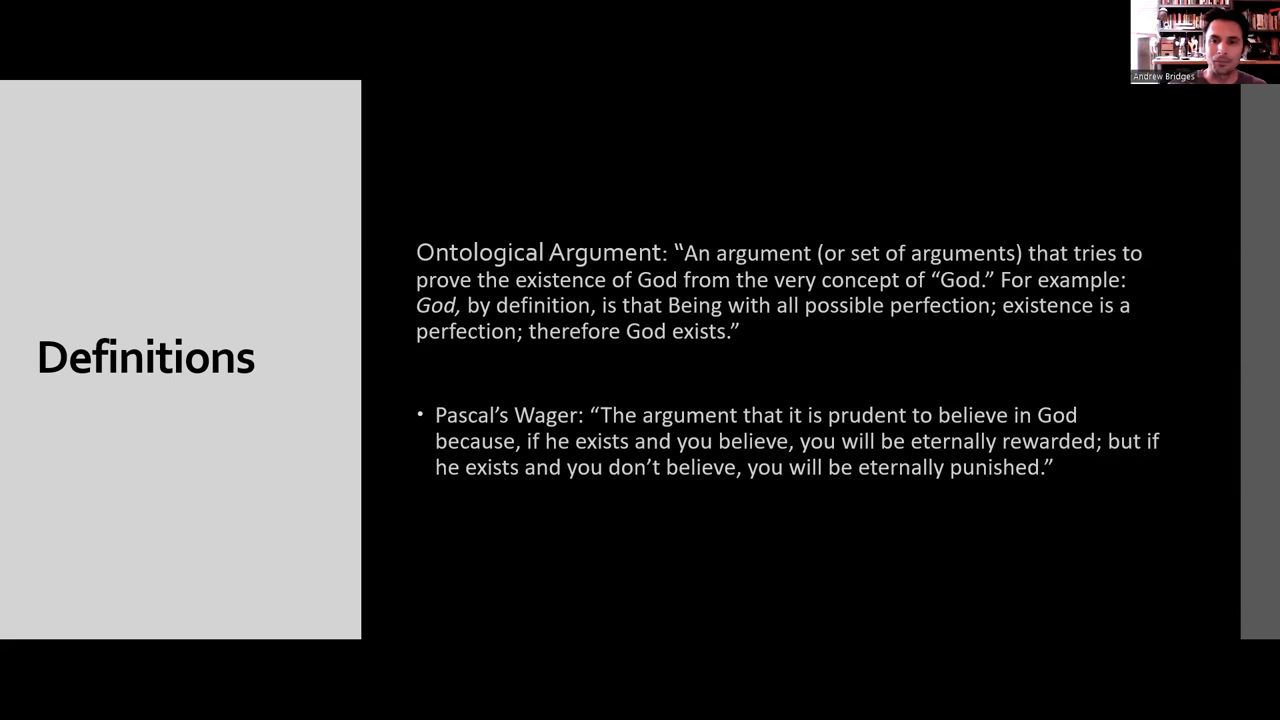 Andrew Bridges
Definitions
Ontological Argument: “An argument (or set of arguments) that tries to
prove the existence of God from the very concept of “God.” For example:
God, by definition, is that Being with all possible perfection; existence is a
perfection; therefore God exists.”
• Pascal’s Wager: “The argument that it is prudent to believe in God
because, if he exists and you believe, you will be eternally rewarded; but if
he exists and you don’t believe, you will be eternally punished.”